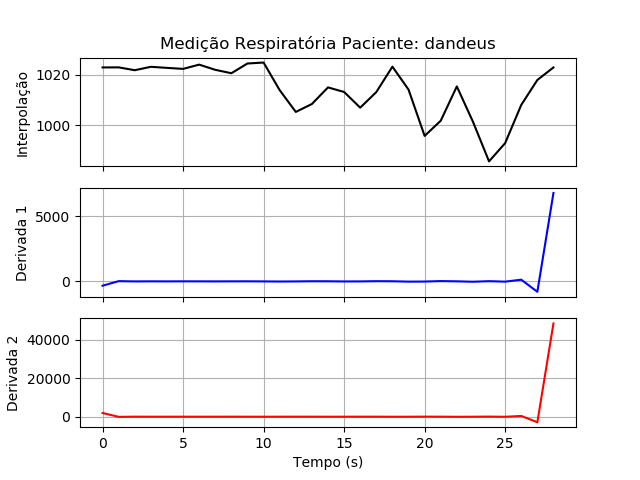 Medição Respiratória Paciente: dandeus
Interpolação
1020
1000
Derivada 1
5000
0
Derivada 2
40000
20000
0
0 5 10 15 20 25
Tempo (s)